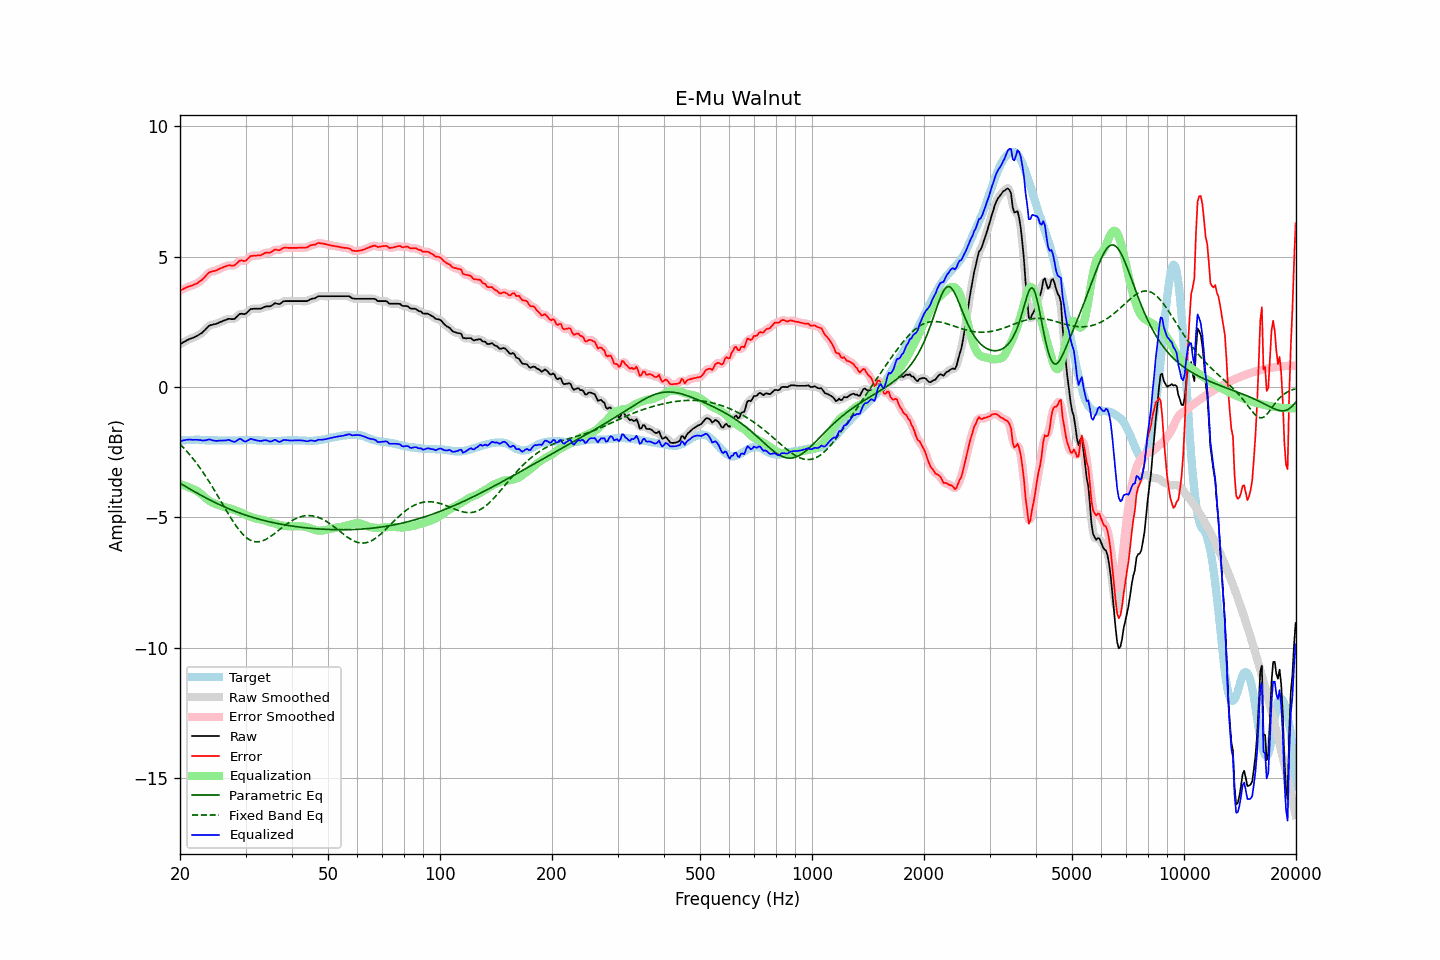 E-Mu Walnut
Amplitude (dBr)
10
5
0
−5
−10
−15
Target
Raw Smoothed
Error Smoothed
Raw
Error
Equalization
Parametric Eq
Fixed Band Eq
Equalized
20 50 100 200 500 1000 2000 5000 10000 20000
Frequency (Hz)